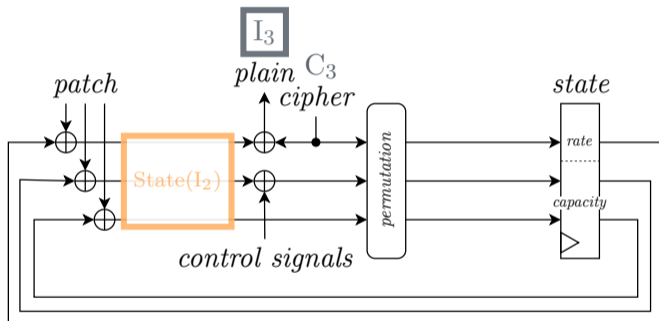 I₃
plain C₃
patch cipher state
rate
State(I₂)
permutation
capacity
control signals